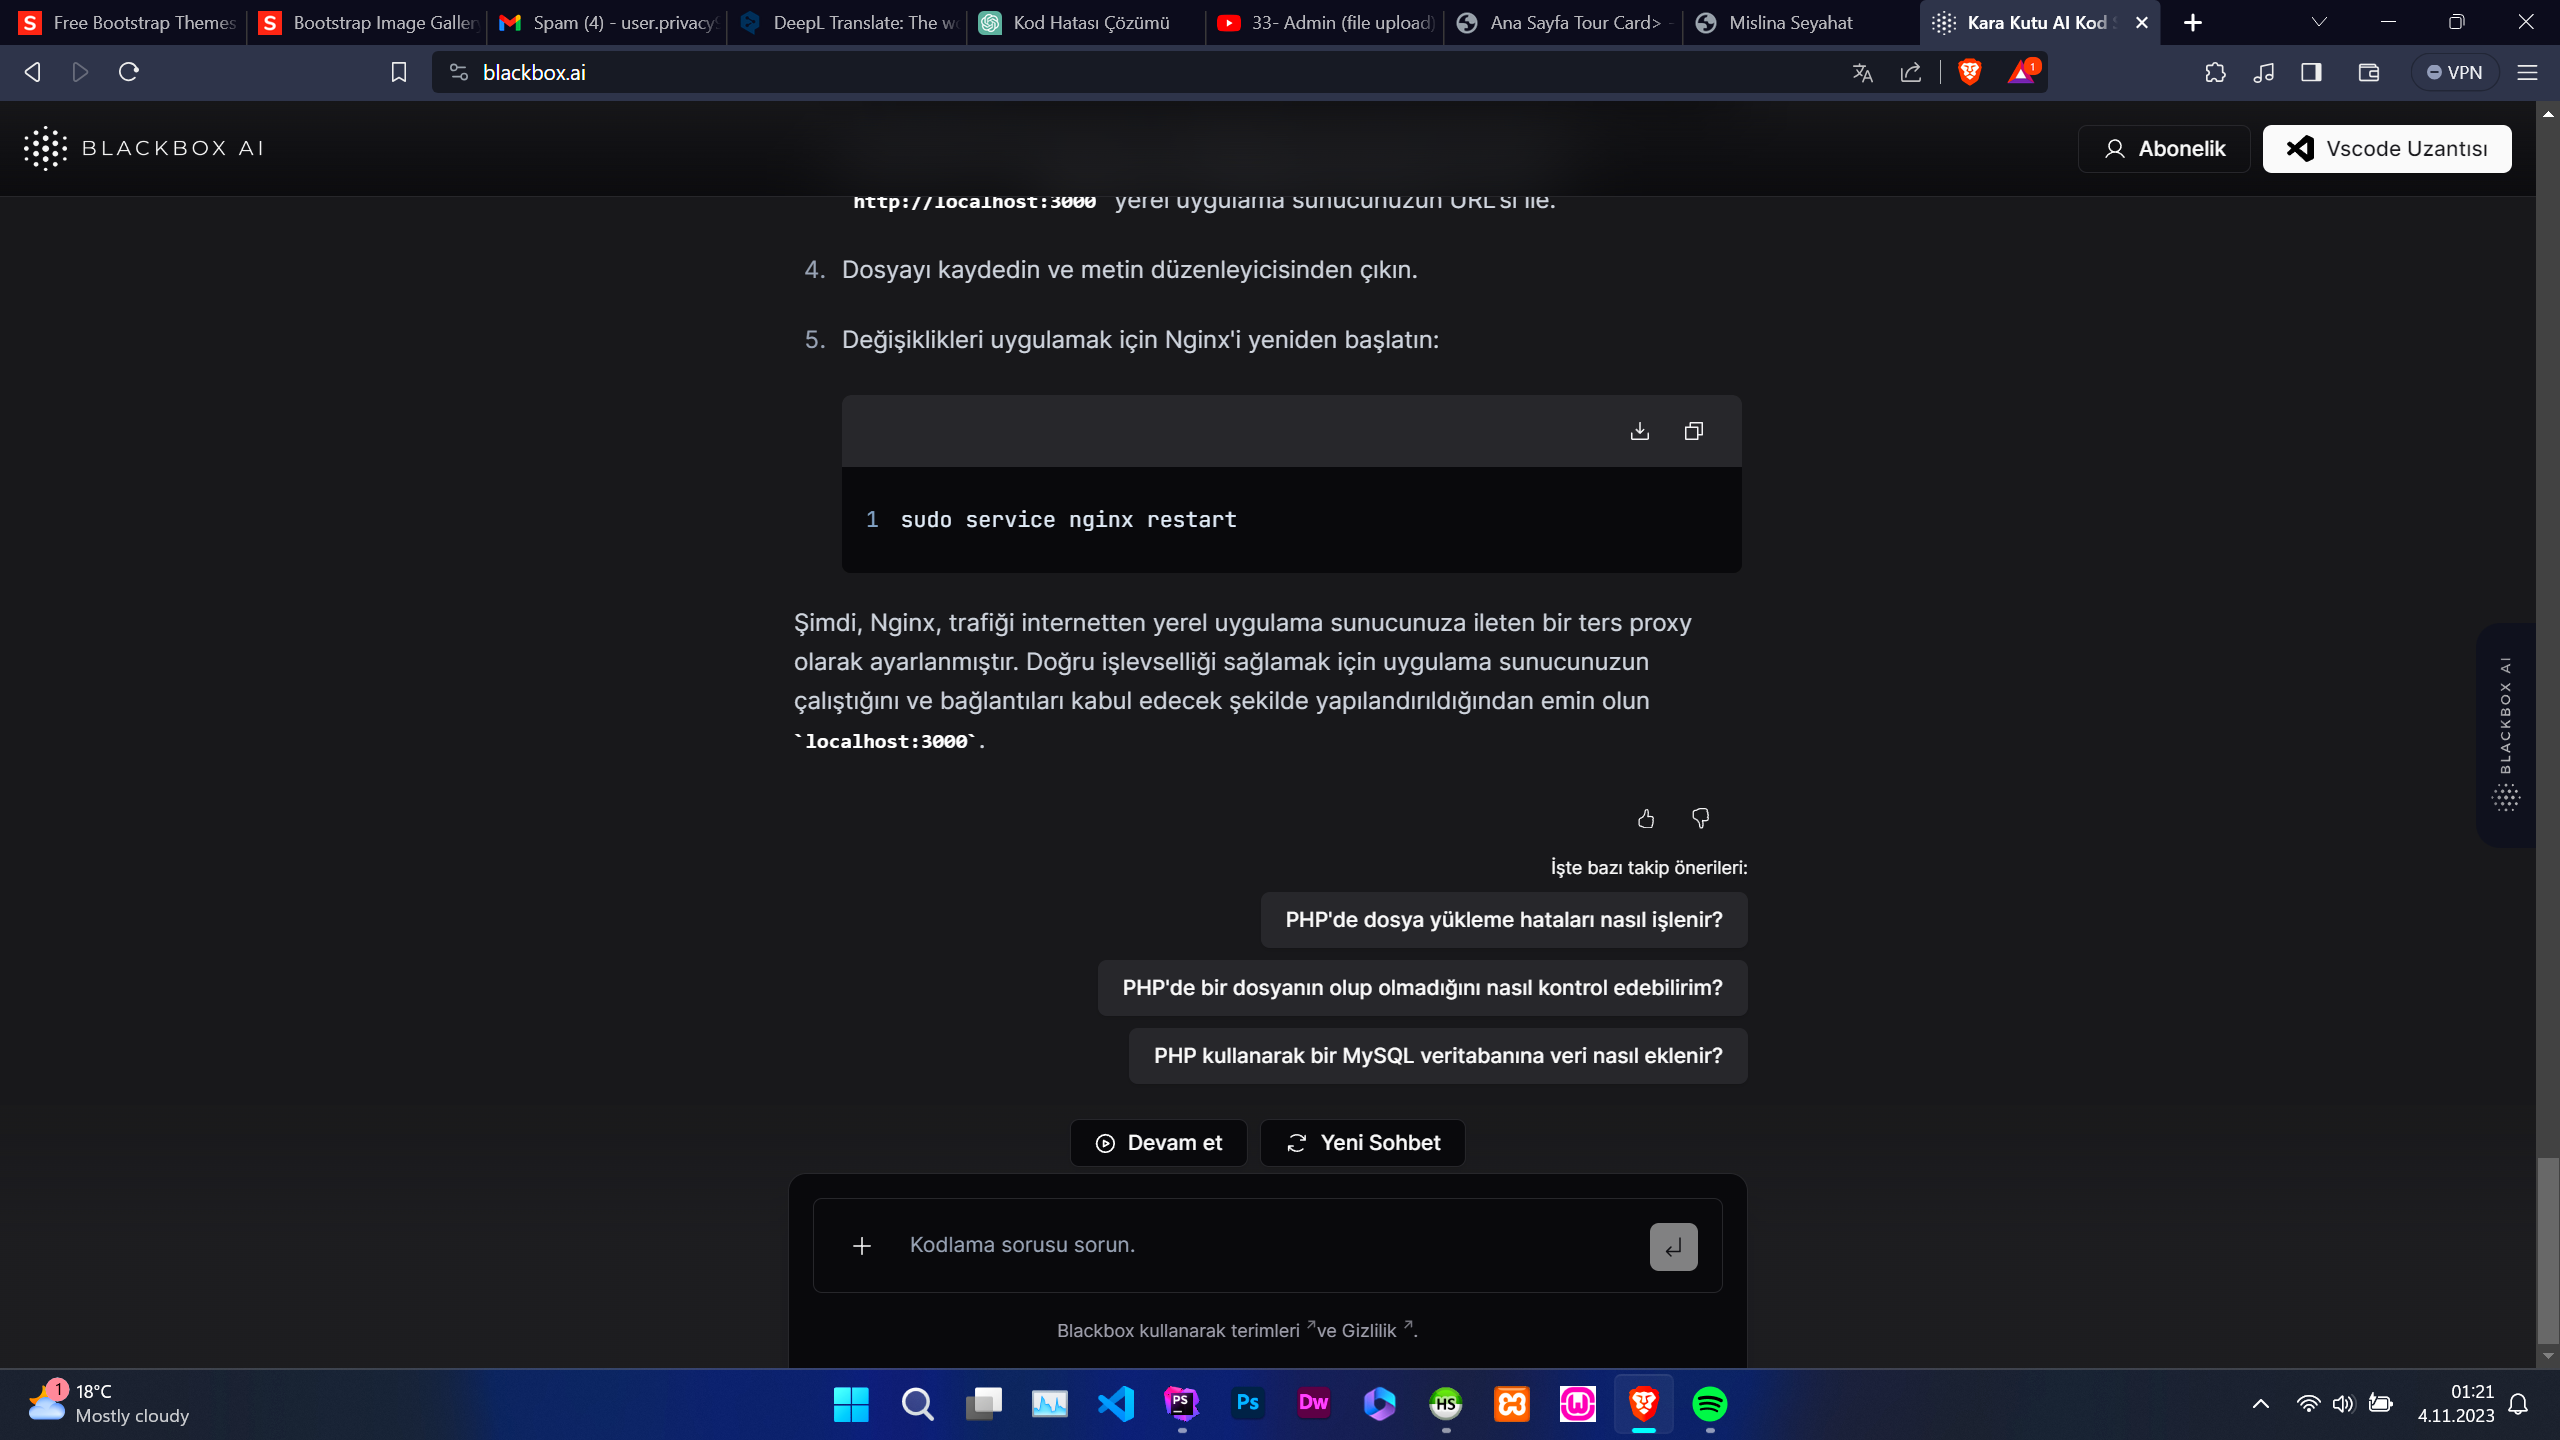 Free Bootstrap Themes
Bootstrap Image Galler
Spam (4) - user.privacy
DeepL Translate: The w
Kod Hatası Çözümü
33- Admin (file upload)
Ana Sayfa Tour Card> -
Mislina Seyahat
Kara Kutu AI Kod S
blackbox.ai
1
VPN
BLACKBOX AI
Abonelik
Vscode Uzantısı
http://localhost:3000 yerel uygulama sunucunuzun URL'si ile.
4. Dosyayı kaydedin ve metin düzenleyicisinden çıkın.
5. Değişiklikleri uygulamak için Nginx'i yeniden başlatın:
1 sudo service nginx restart
Şimdi, Nginx, trafiği internetten yerel uygulama sunucunuza ileten bir ters proxy
olarak ayarlanmıştır. Doğru işlevselliği sağlamak için uygulama sunucunuzun
çalıştığını ve bağlantıları kabul edecek şekilde yapılandırıldığından emin olun
`localhost:3000`.
BLACKBOX AI
İşte bazı takip önerileri:
PHP'de dosya yükleme hataları nasıl işlenir?
PHP'de bir dosyanın olup olmadığını nasıl kontrol edebilirim?
PHP kullanarak bir MySQL veritabanına veri nasıl eklenir?
Devam et
Yeni Sohbet
Kodlama sorusu sorun.
Blackbox kullanarak terimleri ve Gizlilik .
1
18°C
Mostly cloudy
PS
Ps
Dw
HS
01:21
4.11.2023